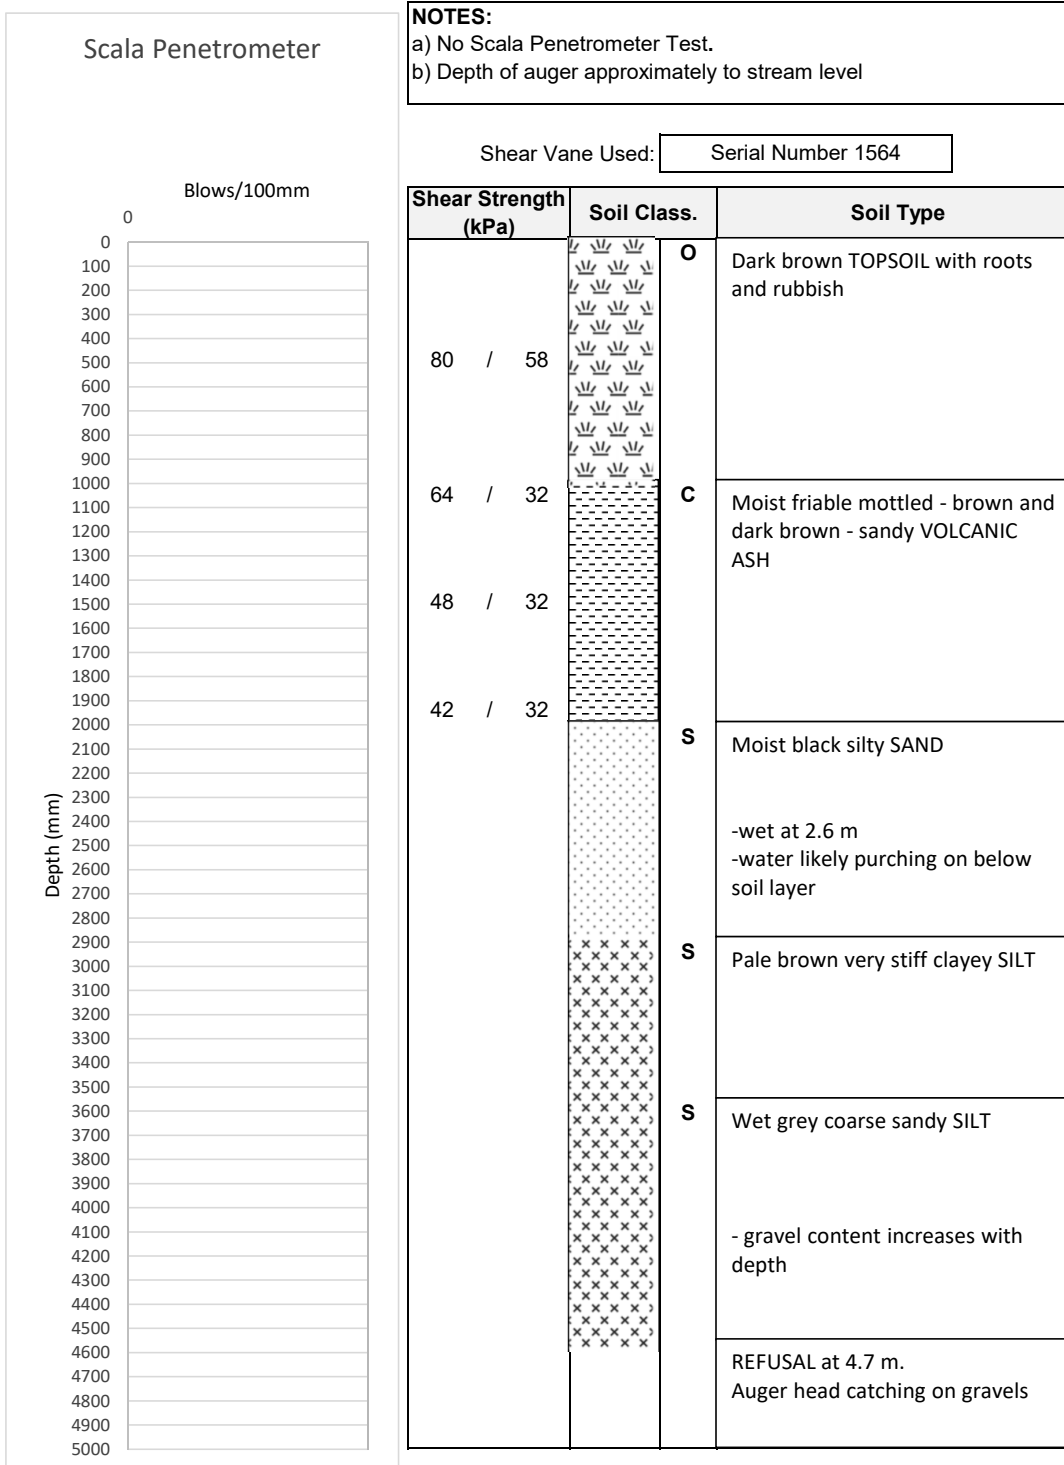 Scala Penetrometer
Blows/100mm
0
0
100
200
300
400
500
600
700
800
900
1000
1100
1200
1300
1400
1500
1600
1700
1800
1900
2000
2100
2200
2300
2400
2500
2600
2700
2800
2900
3000
3100
3200
3300
3400
3500
3600
3700
3800
3900
4000
4100
4200
4300
4400
4500
4600
4700
4800
4900
5000
Depth (mm)
NOTES:
a) No Scala Penetrometer Test.
b) Depth of auger approximately to stream level
Shear Vane Used: Serial Number 1564
Shear Strength (kPa) Soil Class. Soil Type
O Dark brown TOPSOIL with roots
and rubbish
80 / 58
64 / 32 C Moist friable mottled - brown and
dark brown - sandy VOLCANIC
ASH
48 / 32
42 / 32
S Moist black silty SAND
-wet at 2.6 m
-water likely purching on below
soil layer
S Pale brown very stiff clayey SILT
S Wet grey coarse sandy SILT
- gravel content increases with
depth
REFUSAL at 4.7 m.
Auger head catching on gravels